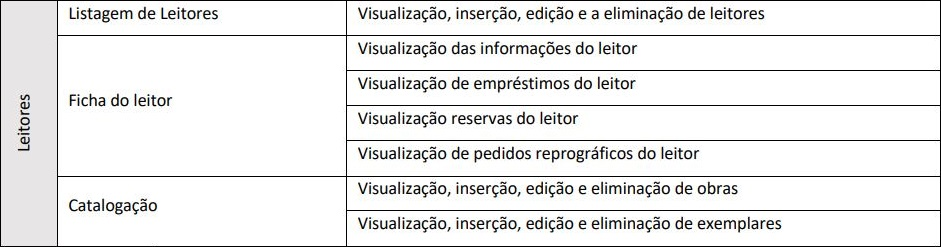 Leitores
Listagem de Leitores
Visualização, inserção, edição e a eliminação de leitores
Ficha do leitor
Visualização das informações do leitor
Visualização de empréstimos do leitor
Visualização reservas do leitor
Visualização de pedidos reprográficos do leitor
Catalogação
Visualização, inserção, edição e eliminação de obras
Visualização, inserção, edição e eliminação de exemplares